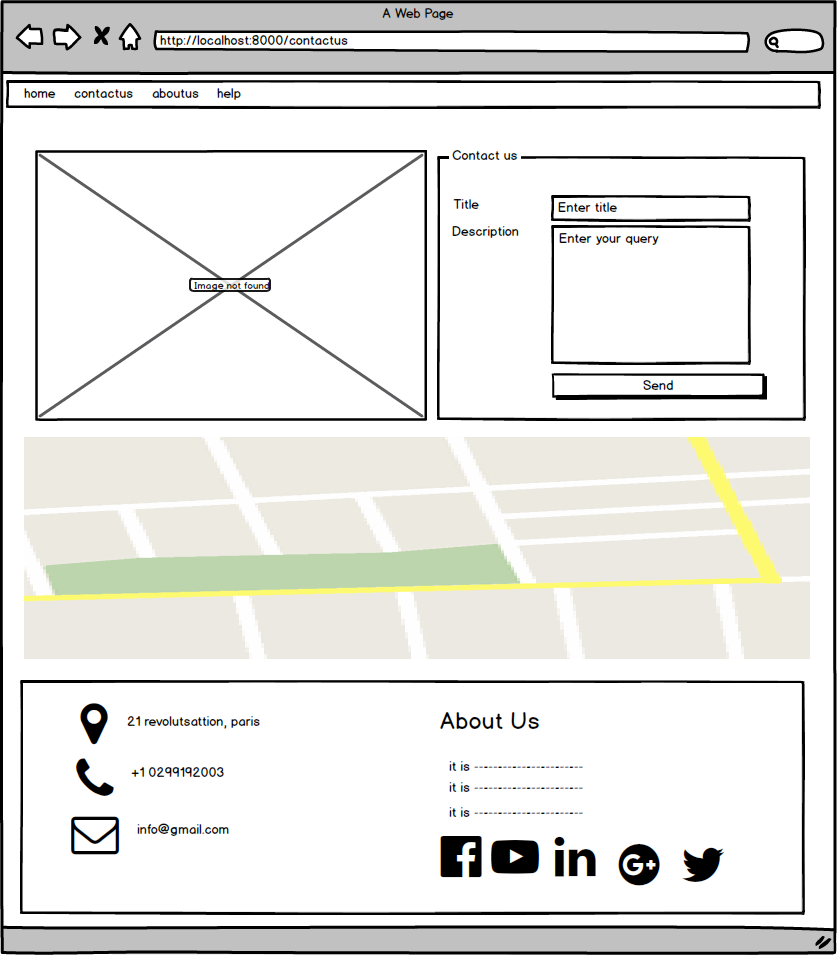 A Web Page
http://localhost:8000/contactus
home contactus aboutus help
Image not found
Contact us
Title
Enter title
Description
Enter your query
Send
21 revolutsattion, paris
+1 0299192003
info@gmail.com
About Us
it is -----------------------
it is -----------------------
it is -----------------------
in
G+